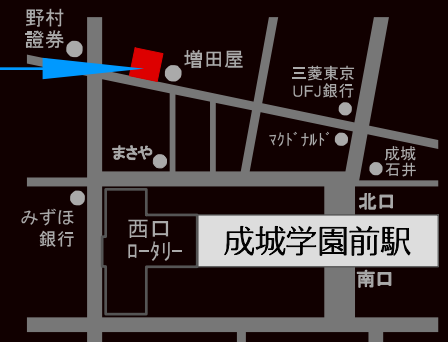 野村
證券
増田屋
三菱東京
UFJ銀行
マクドナルド
成城
石井
まさや
みずほ
銀行
西口
ロータリー
北口
成城学園前駅
南口